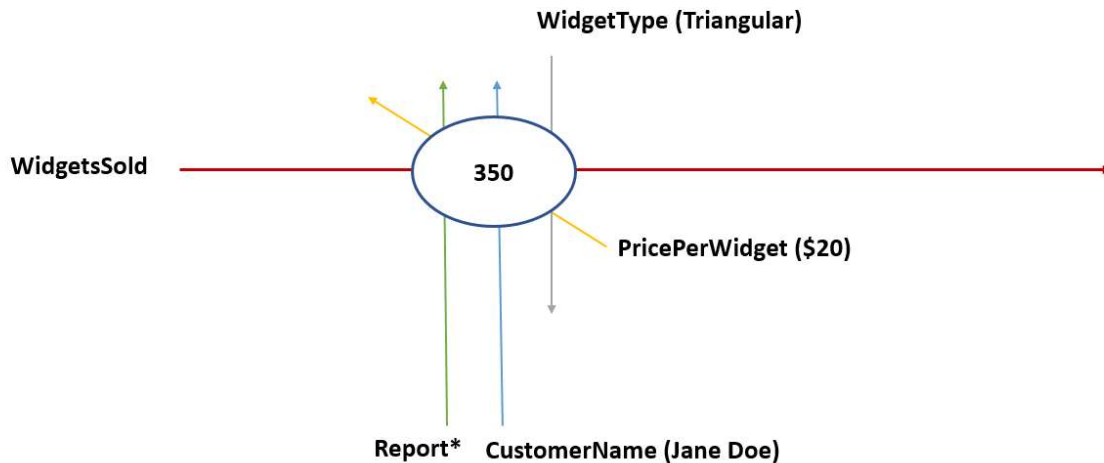 WidgetType (Triangular)
WidgetsSold
350
PricePerWidget ($20)
Report*
CustomerName (Jane Doe)